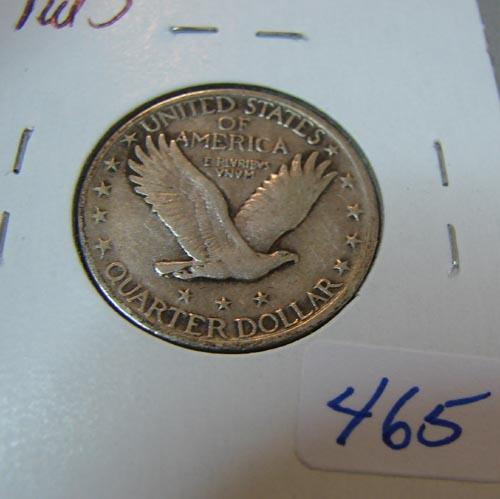 UNITED STATES
OF
AMERICA
E PLURIBUS
UNUM
QUARTER DOLLAR
465